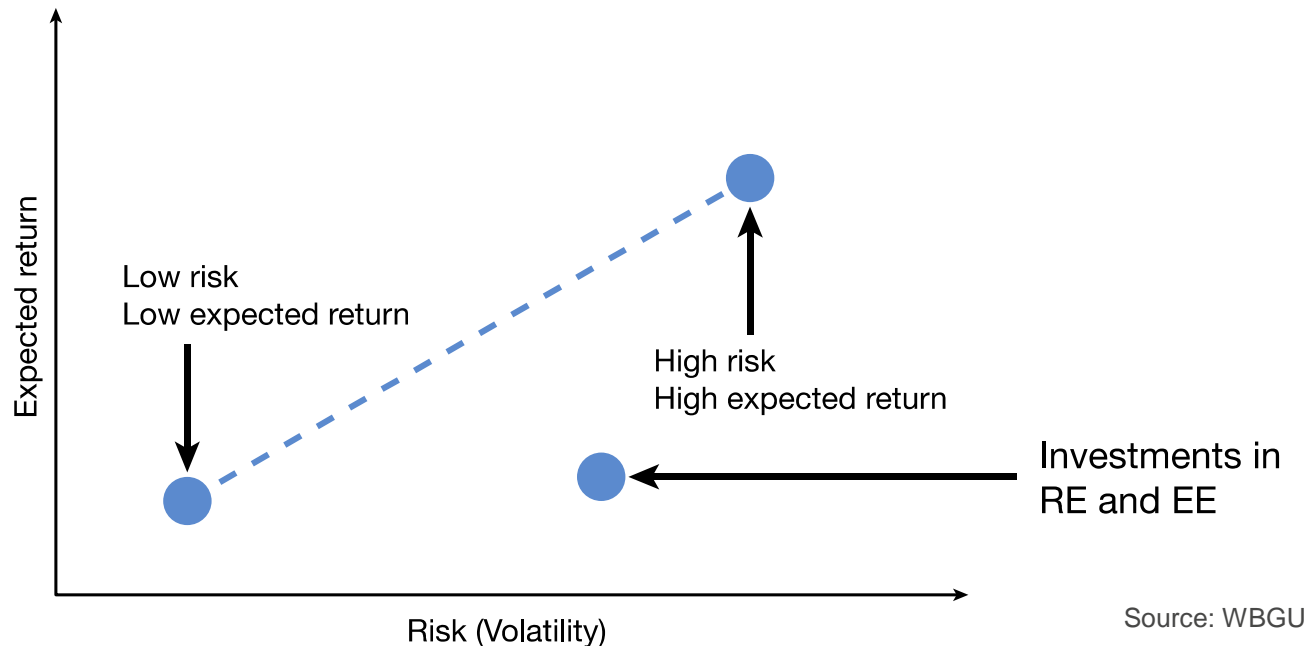 Expected return
Low risk
Low expected return
High risk
High expected return
Investments in
RE and EE
Risk (Volatility)
Source: WBGU